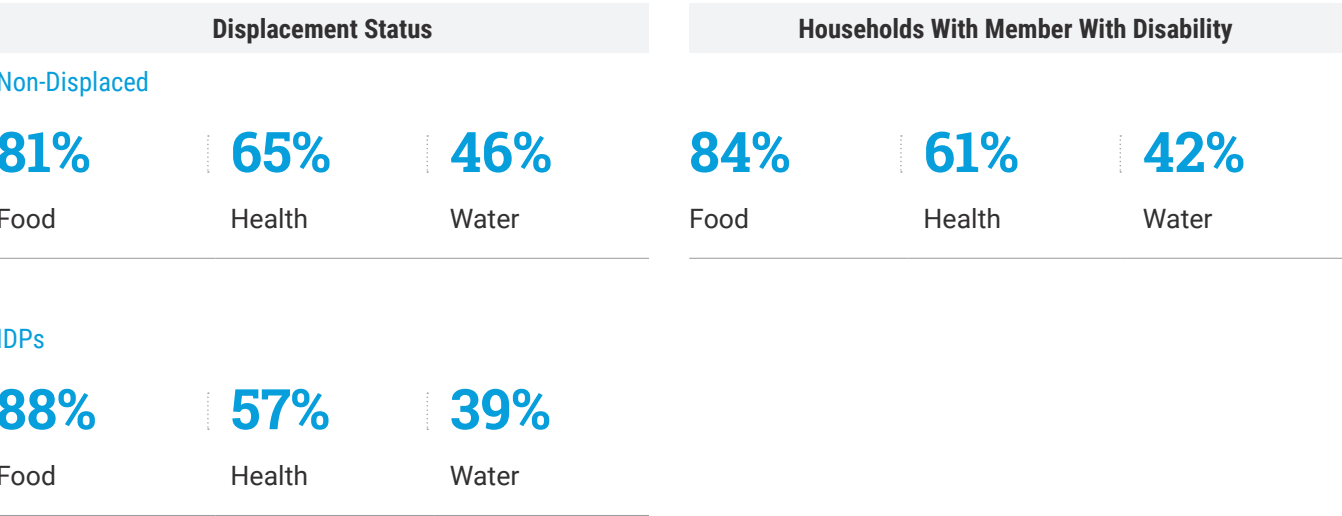 Displacement Status
Households With Member With Disability
Non-Displaced
81% 65% 46%
Food Health Water
84% 61% 42%
Food Health Water
IDPs
88% 57% 39%
Food Health Water